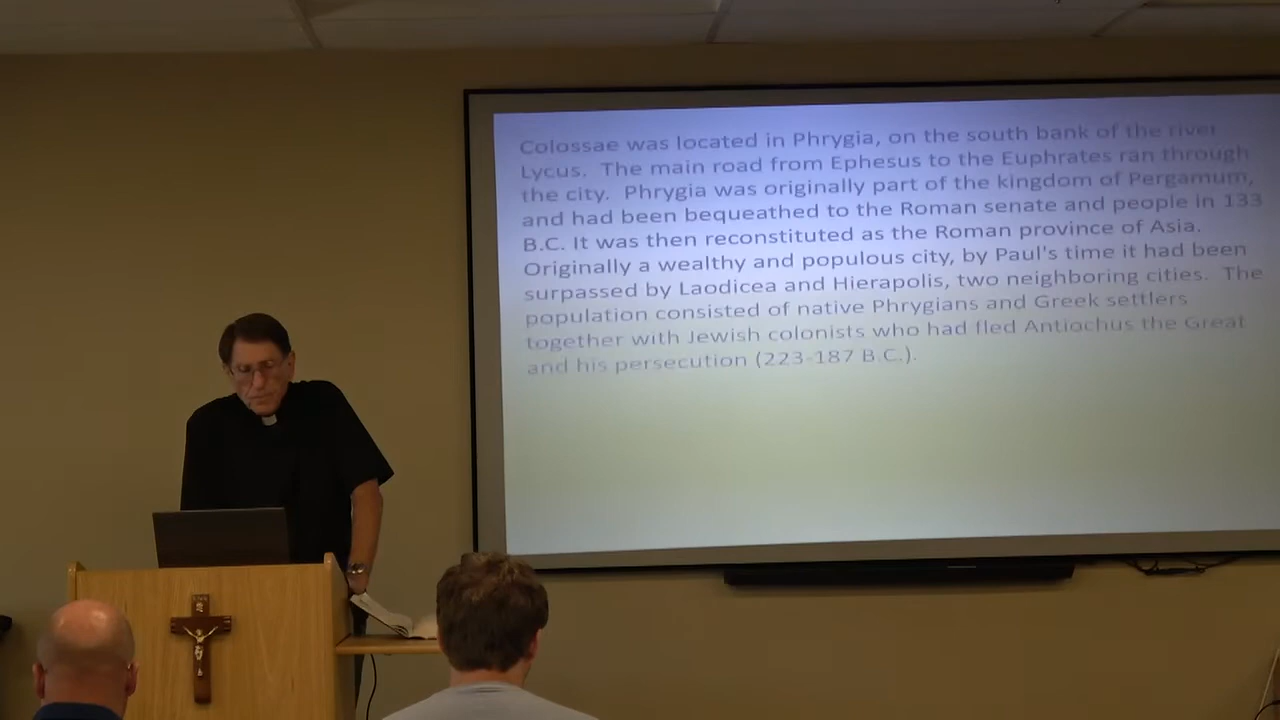 Colossae was located in Phrygia, on the south bank of the river
Lycus. The main road from Ephesus to the Euphrates ran through
the city. Phrygia was originally part of the kingdom of Pergamum,
and had been bequeathed to the Roman senate and people in 133
B.C. It was then reconstituted as the Roman province of Asia.
Originally a wealthy and populous city, by Paul's time it had been
surpassed by Laodicea and Hierapolis, two neighboring cities. The
population consisted of native Phrygians and Greek settlers
together with Jewish colonists who had fled Antiochus the Great
and his persecution (223-187 B.C.).